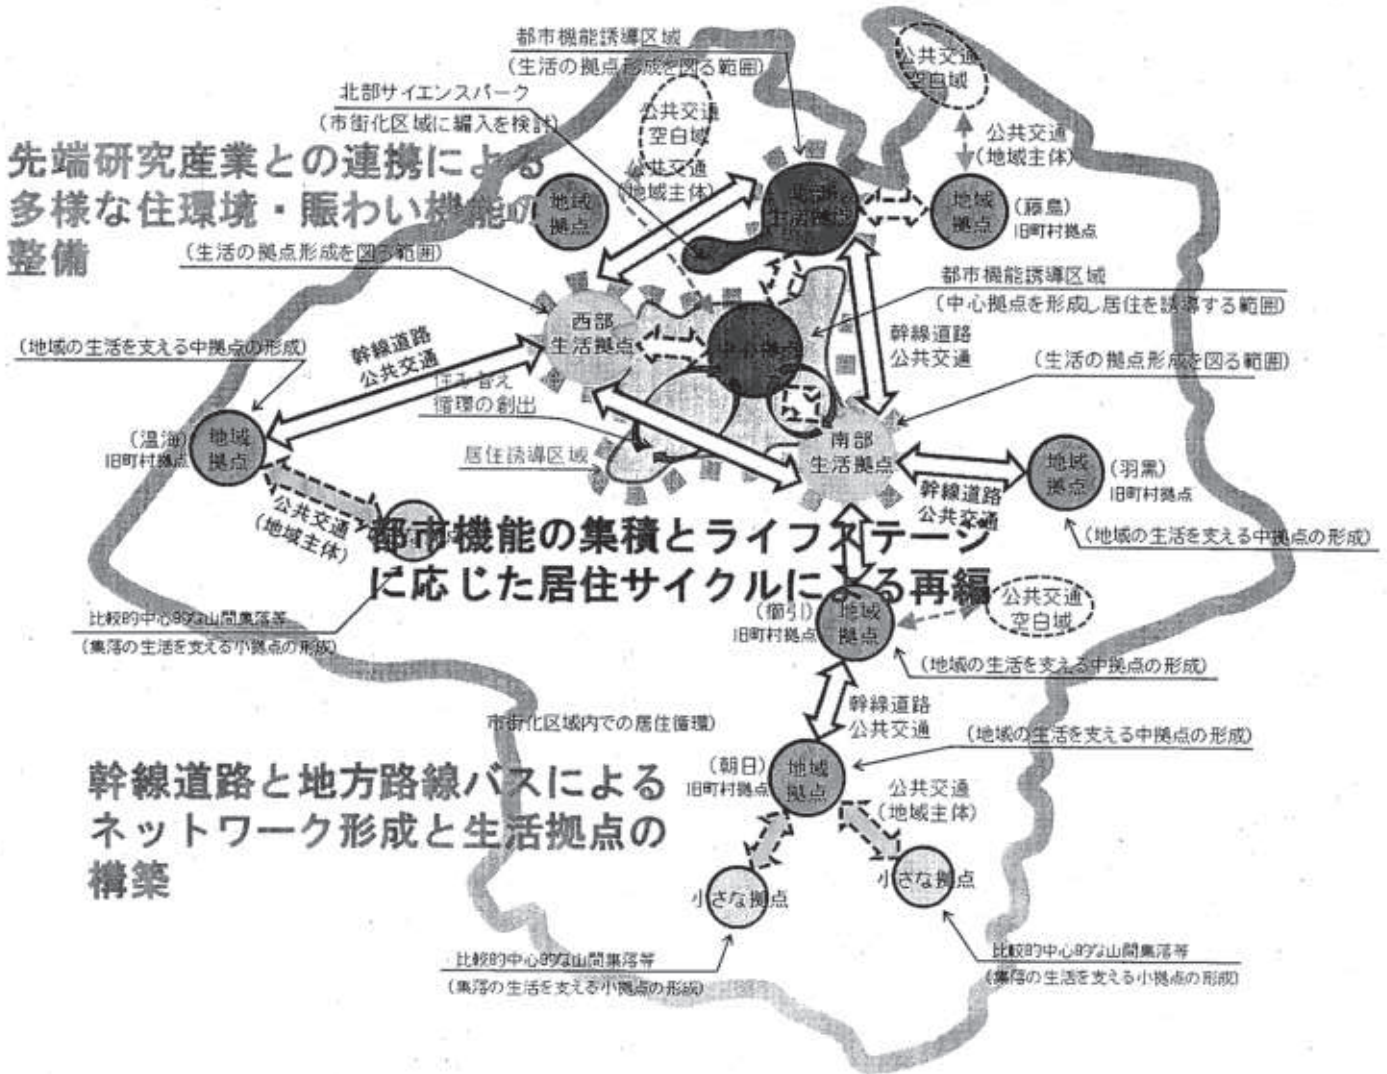 都市機能誘導区域
(生活の拠点形成を図る範囲)
北部サイエンスパーク
(市街化区域に編入を検討)
公共交通
空白域
公共交通
(地域主体)
公共交通
空白域
公共交通
(地域主体)
先端研究産業との連携による
多様な住環境・賑わい機能の
整備
地域
拠点
生活拠点
地域
拠点
(藤島)
旧町村拠点
(生活の拠点形成を図る範囲)
都市機能誘導区域
(中心拠点を形成し居住を誘導する範囲)
西部
生活拠点
中心拠点
幹線道路
公共交通
(生活の拠点形成を図る範囲)
(地域の生活を支える中拠点の形成)
幹線道路
公共交通
住み替え
循環の創出
居住誘導区域
(温海)
旧町村拠点
地域
拠点
南部
生活拠点
幹線道路
公共交通
地域
拠点
(羽黒)
旧町村拠点
(地域の生活を支える中拠点の形成)
公共交通
(地域主体)
都市機能の集積とライフステージ
に応じた居住サイクルによる再編
比較的中心的な山間集落等
(集落の生活を支える小拠点の形成)
(櫛引)
旧町村拠点
地域
拠点
公共交通
空白域
(地域の生活を支える中拠点の形成)
幹線道路
公共交通
市街化区域内での居住循環)
(地域の生活を支える中拠点の形成)
(朝日)
旧町村拠点
地域
拠点
公共交通
(地域主体)
幹線道路と地方路線バスによる
ネットワーク形成と生活拠点の
構築
小さな拠点
小さな拠点
比較的中心的な山間集落等
(集落の生活を支える小拠点の形成)
比較的中心的な山間集落等
(集落の生活を支える小拠点の形成)